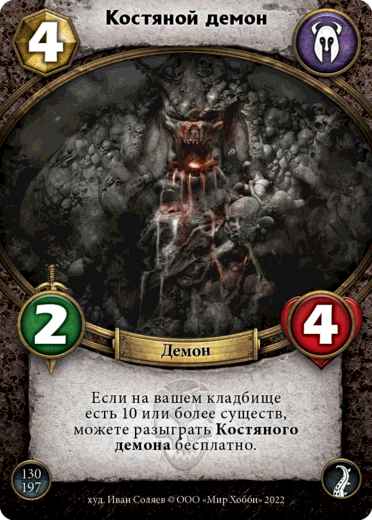 Костяной демон
4
2
4
Демон
Если на вашем кладбище
есть 10 или более существ,
можете разыграть Костяного
демона бесплатно.
130
197
худ. Иван Соляев © ООО «Мир Хобби» 2022